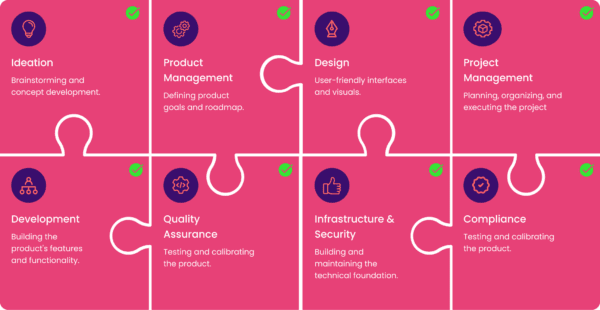 Ideation
Brainstorming and
concept development.
Product
Management
Defining product
goals and roadmap.
Design
User-friendly interfaces
and visuals.
Project
Management
Planning, organizing, and
executing the project
Development
Building the
product's features
and functionality.
Quality
Assurance
Testing and calibrating
the product.
Infrastructure &
Security
Building and
maintaining the
technical foundation.
Compliance
Testing and calibrating
the product.